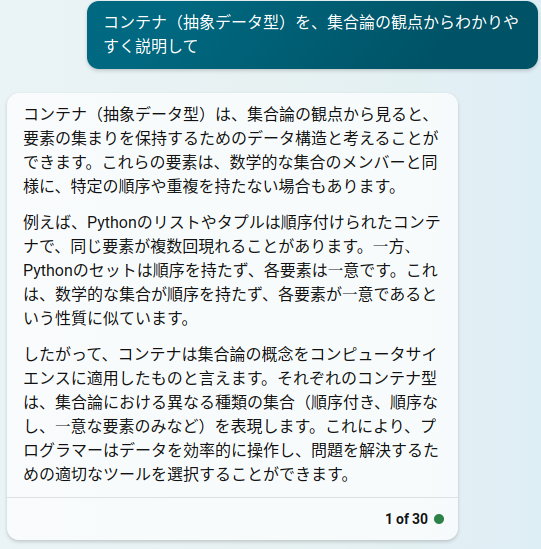 コンテナ（抽象データ型）を、集合論の観点からわかりや
すく説明して
コンテナ（抽象データ型）は、集合論の観点から見ると、
要素の集まりを保持するためのデータ構造と考えることが
できます。これらの要素は、数学的な集合のメンバーと同
様に、特定の順序や重複を持たない場合もあります。
例えば、Pythonのリストやタプルは順序付けられたコンテ
ナで、同じ要素が複数回現れることがあります。一方、
Pythonのセットは順序を持たず、各要素は一意です。これ
は、数学的な集合が順序を持たず、各要素が一意であると
いう性質に似ています。
したがって、コンテナは集合論の概念をコンピュータサイ
エンスに適用したものと言えます。それぞれのコンテナ型
は、集合論における異なる種類の集合（順序付き、順序な
し、一意な要素のみなど）を表現します。これにより、プ
ログラマーはデータを効率的に操作し、問題を解決するた
めの適切なツールを選択することができます。
1 of 30